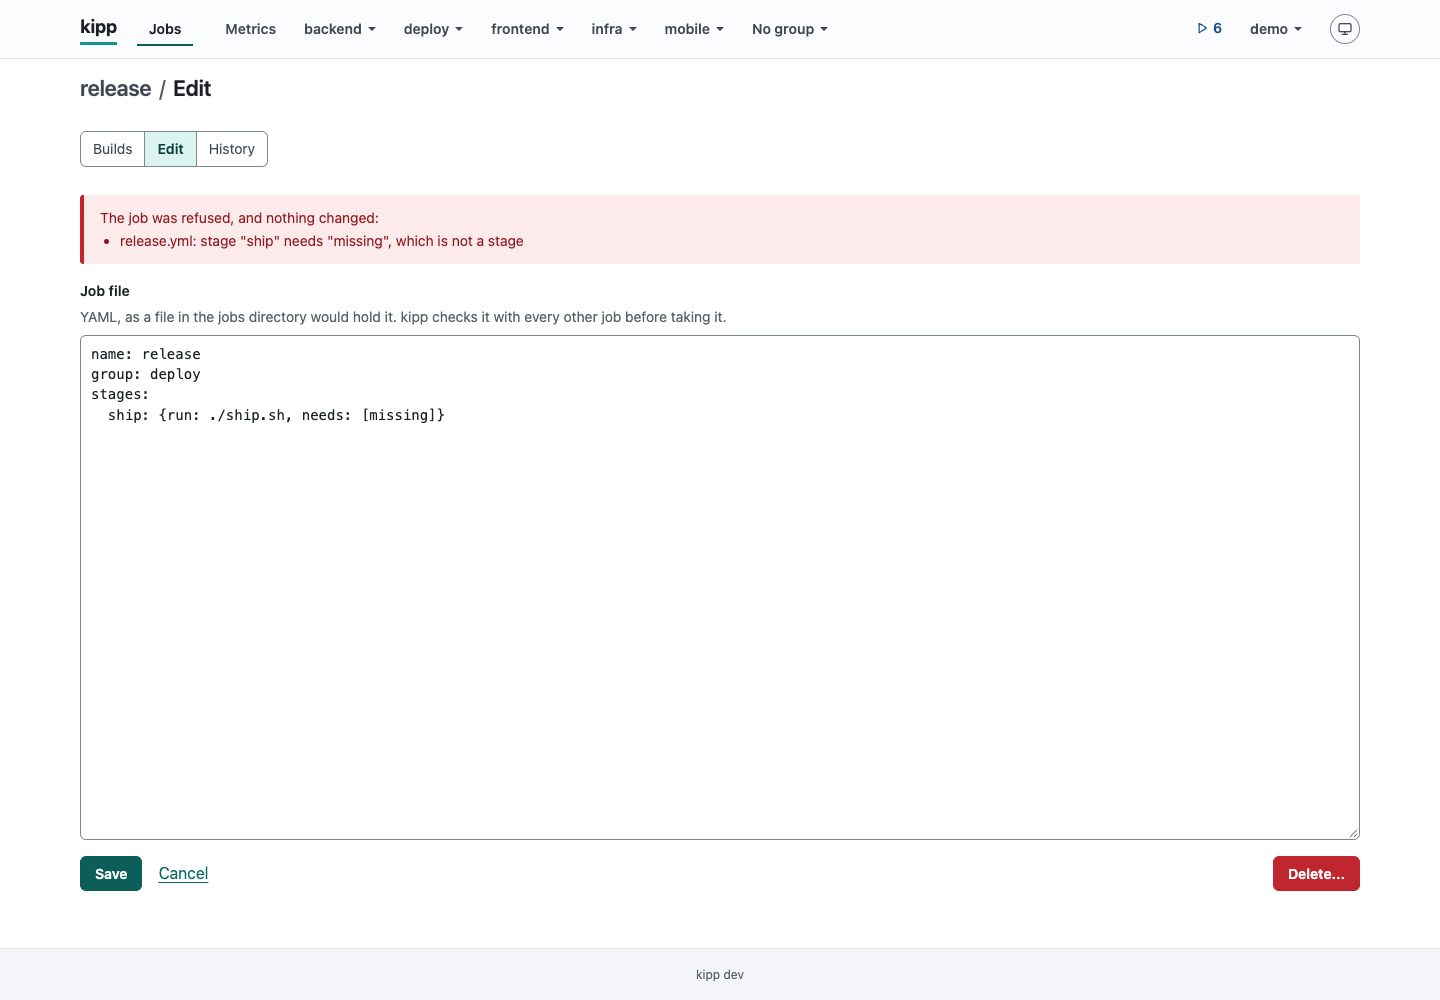 kipp
Jobs
Metrics
backend
deploy
frontend
infra
mobile
No group
6
demo
release / Edit
Builds
Edit
History
The job was refused, and nothing changed:
• release.yml: stage "ship" needs "missing", which is not a stage
Job file
YAML, as a file in the jobs directory would hold it. kipp checks it with every other job before taking it.
name: release
group: deploy
stages:
  ship: {run: ./ship.sh, needs: [missing]}
Save
Cancel
Delete...
kipp dev